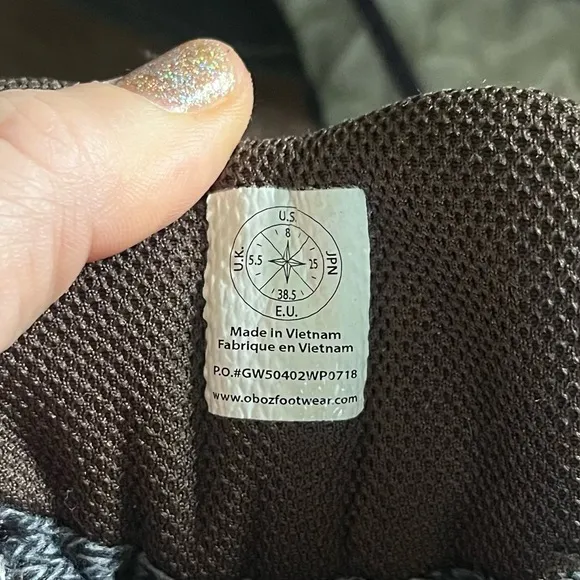 U.S.
8
U.K.
5.5
25
JPN
38.5
E.U.
Made in Vietnam
Fabrique en Vietnam
P.O.#GW50402WP0718
www.obozfootwear.com